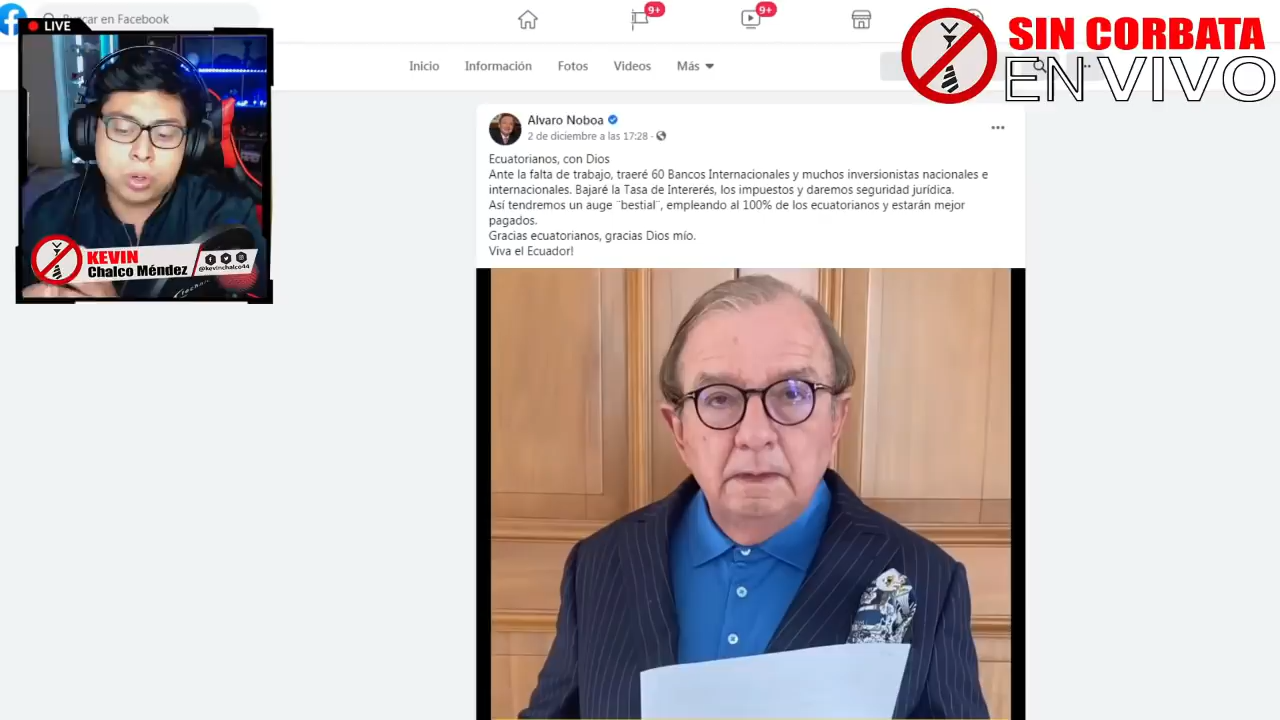 Buscar en Facebook
LIVE
9+
9+
SIN CORBATA
EN VIVO
Inicio
Información
Fotos
Videos
Más
Alvaro Noboa
2 de diciembre a las 17:28 ·
Ecuatorianos, con Dios
Ante la falta de trabajo, traeré 60 Bancos Internacionales y muchos inversionistas nacionales e
internacionales. Bajaré la Tasa de Intererés, los impuestos y daremos seguridad jurídica.
Así tendremos un auge ¨bestial¨, empleando al 100% de los ecuatorianos y estarán mejor
pagados.
Gracias ecuatorianos, gracias Dios mío.
Viva el Ecuador!
KEVIN
Chalco Méndez
@kevinchalco44